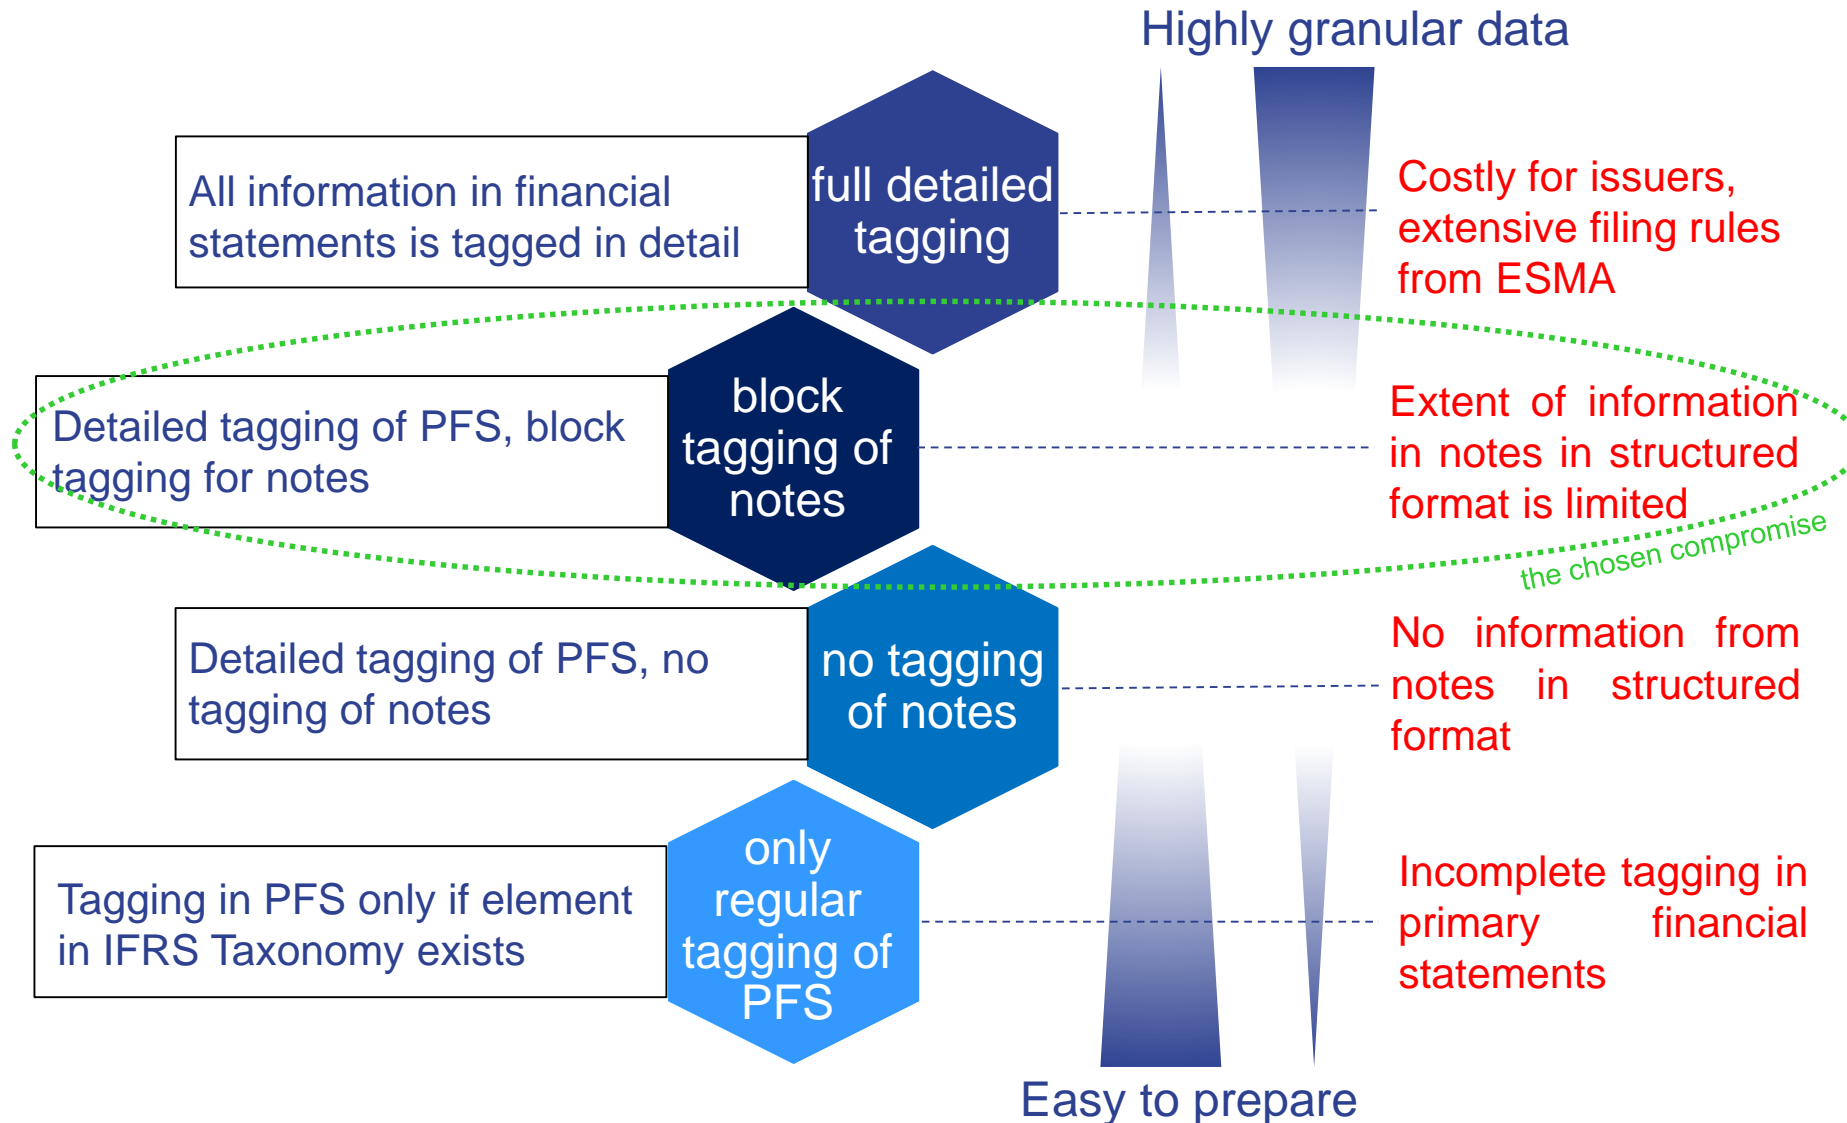 Highly granular data
All information in financial
statements is tagged in detail
full detailed
tagging
Costly for issuers,
extensive filing rules
from ESMA
Detailed tagging of PFS, block
tagging for notes
block
tagging of
notes
Extent of information
in notes in structured
format is limited
the chosen compromise
Detailed tagging of PFS, no
tagging of notes
no tagging
of notes
No information from
notes in structured
format
Tagging in PFS only if element
in IFRS Taxonomy exists
only
regular
tagging of
PFS
Incomplete tagging in
primary financial
statements
Easy to prepare